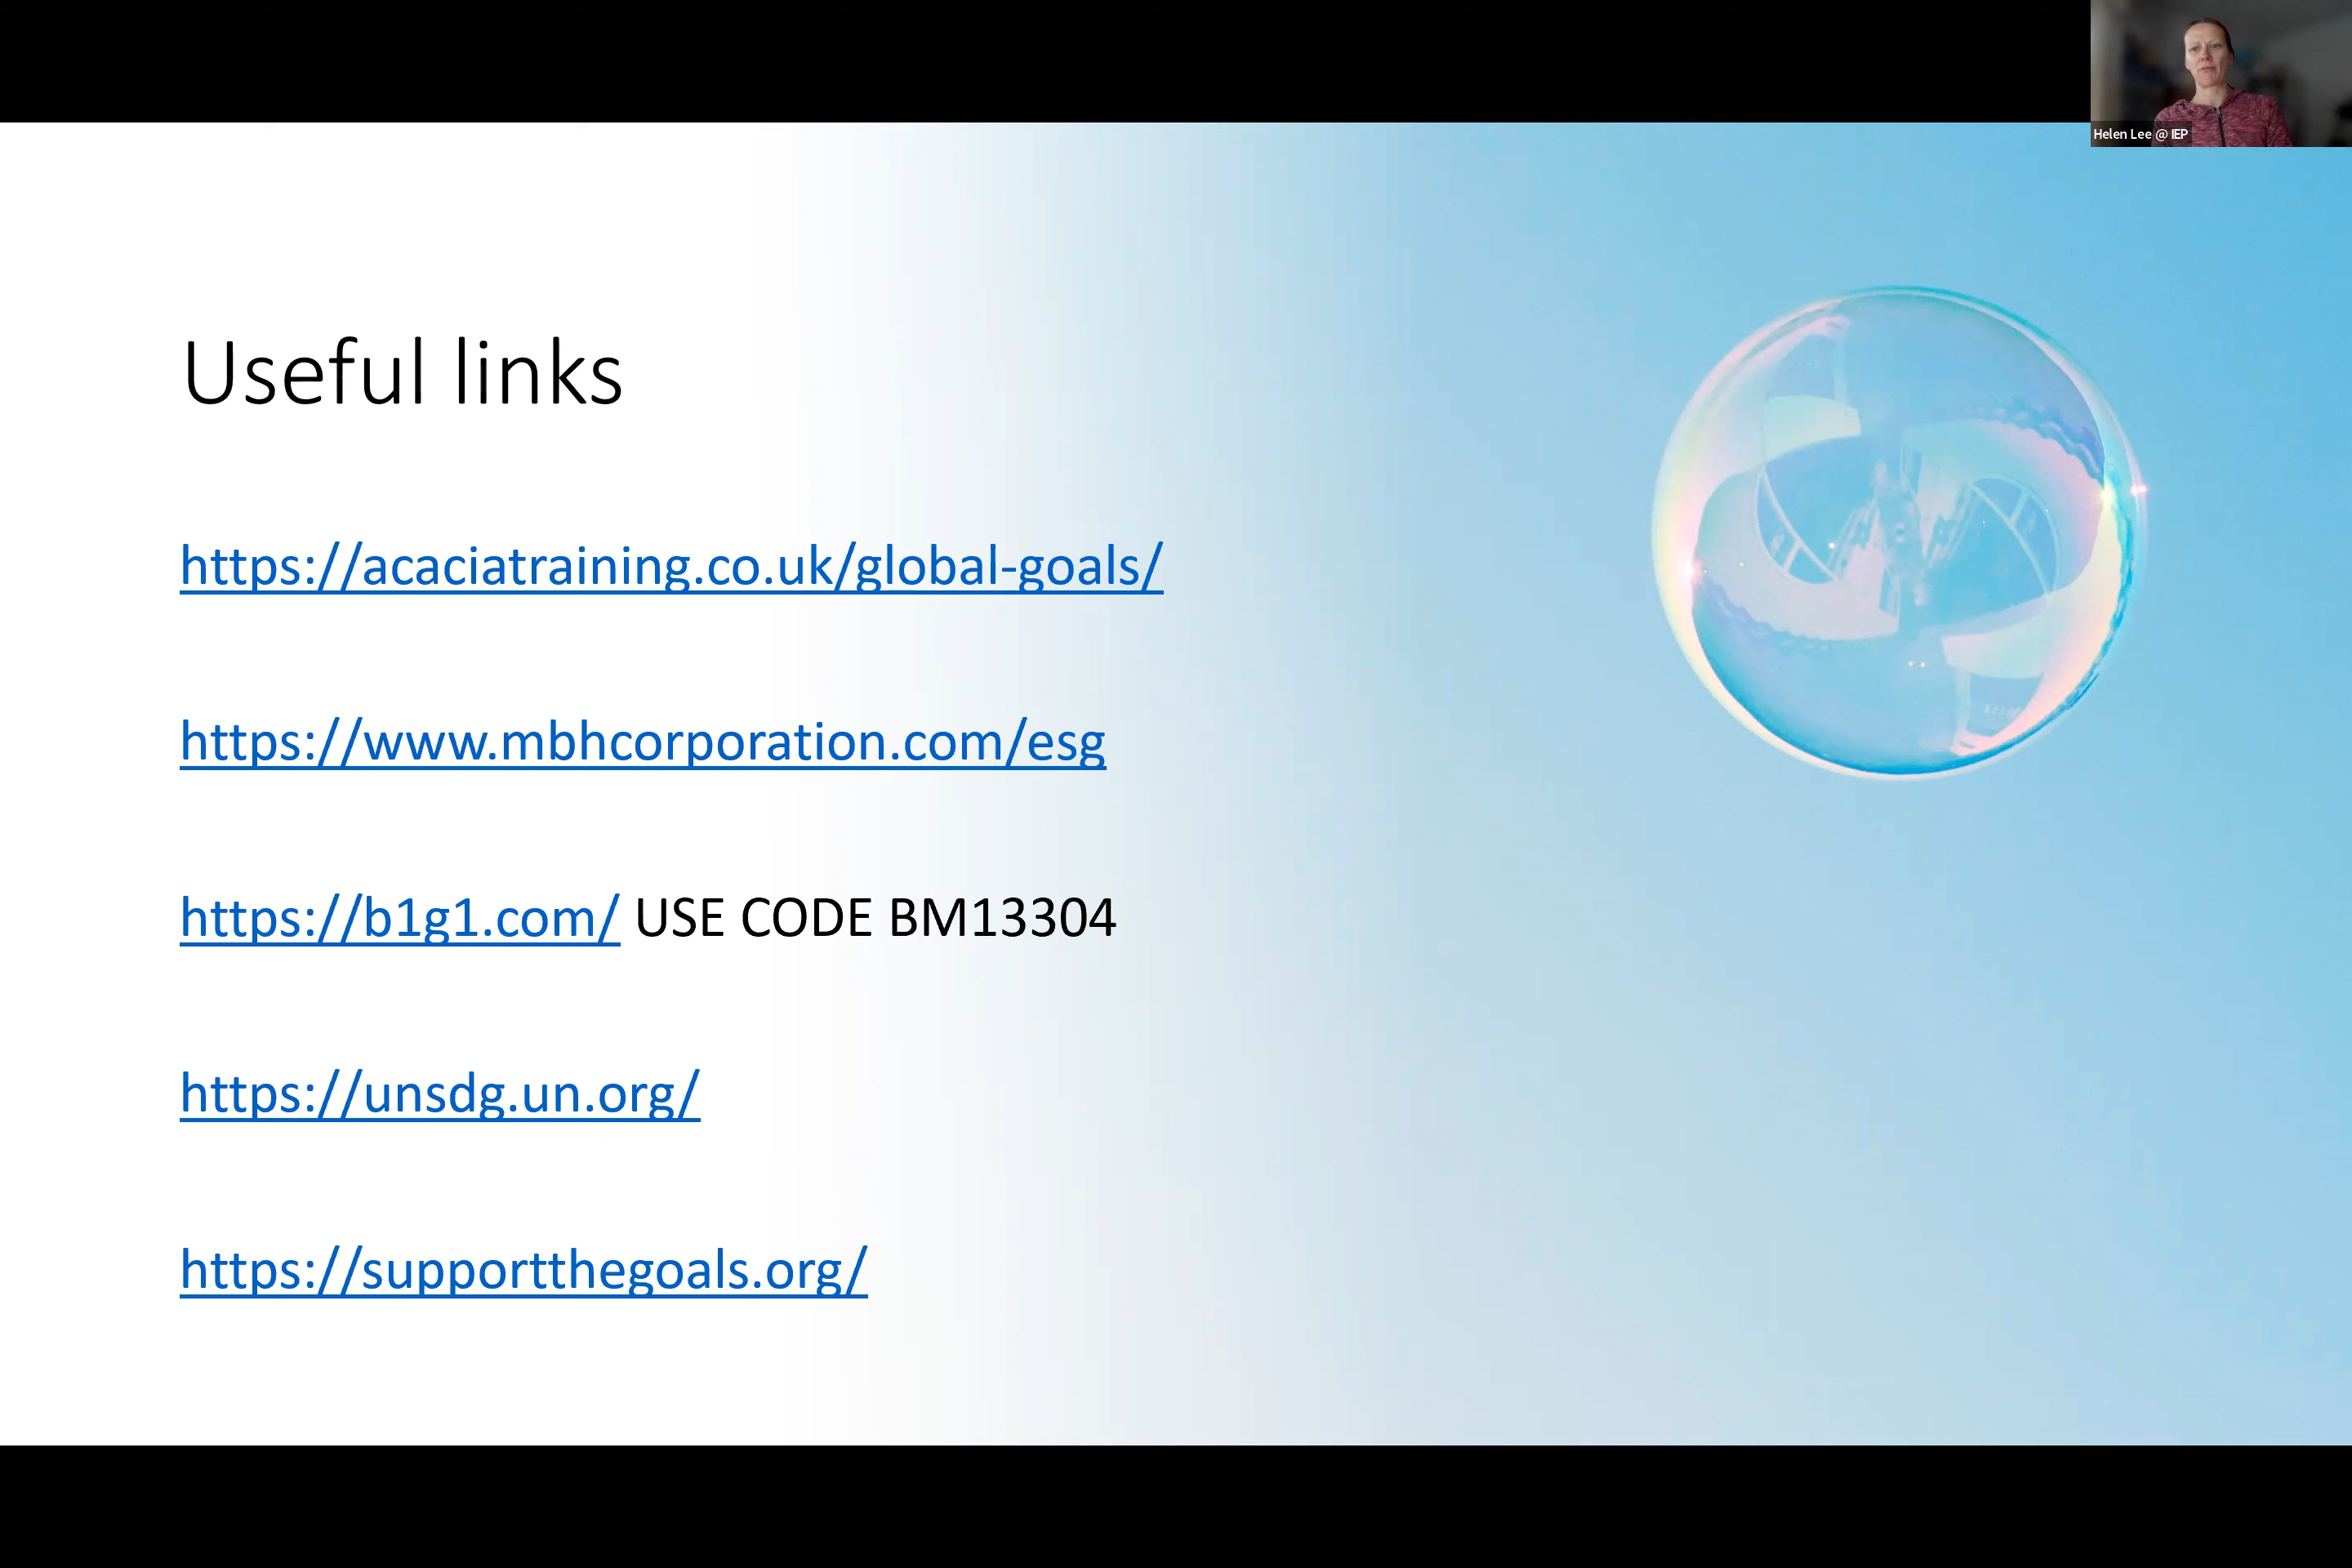 Helen Lee @ IEP
Useful links
https://acaciatraining.co.uk/global-goals/
https://www.mbhcorporation.com/esg
https://b1g1.com/ USE CODE BM13304
https://unsdg.un.org/
https://supportthegoals.org/